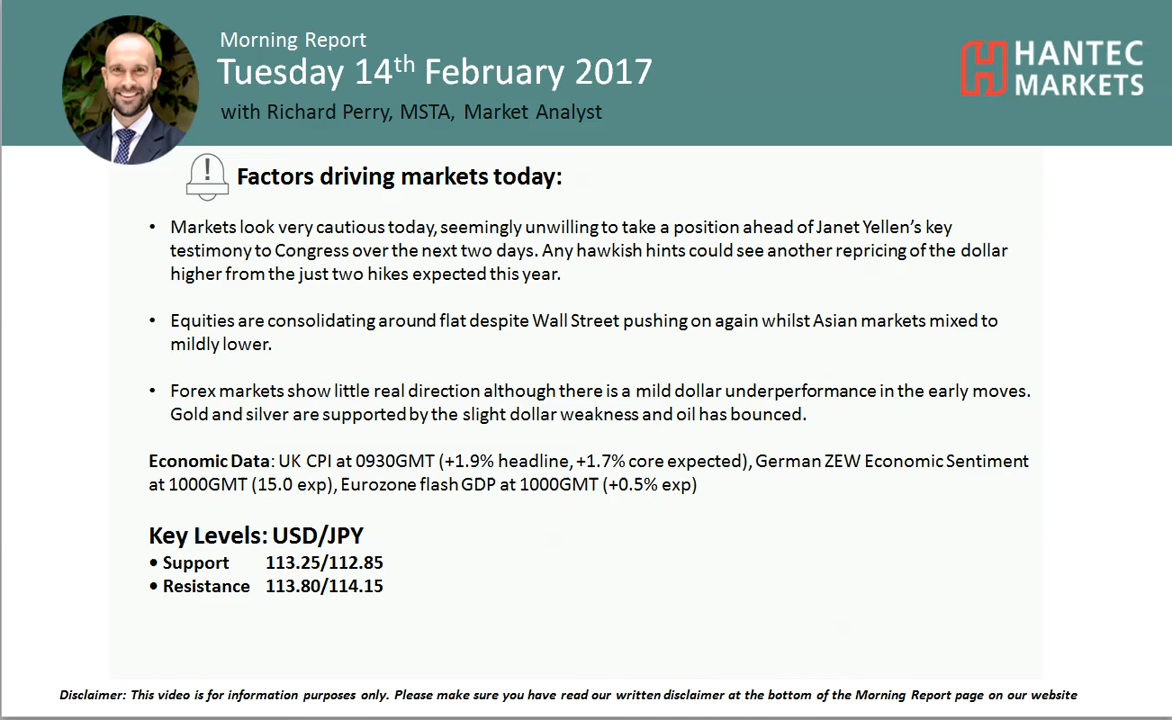 Morning Report
Tuesday 14th February 2017
with Richard Perry, MSTA, Market Analyst
HANTEC
MARKETS
!
Factors driving markets today:
• Markets look very cautious today, seemingly unwilling to take a position ahead of Janet Yellen’s key
testimony to Congress over the next two days. Any hawkish hints could see another repricing of the dollar
higher from the just two hikes expected this year.
• Equities are consolidating around flat despite Wall Street pushing on again whilst Asian markets mixed to
mildly lower.
• Forex markets show little real direction although there is a mild dollar underperformance in the early moves.
Gold and silver are supported by the slight dollar weakness and oil has bounced.
Economic Data: UK CPI at 0930GMT (+1.9% headline, +1.7% core expected), German ZEW Economic Sentiment
at 1000GMT (15.0 exp), Eurozone flash GDP at 1000GMT (+0.5% exp)
Key Levels: USD/JPY
• Support 113.25/112.85
• Resistance 113.80/114.15
Disclaimer: This video is for information purposes only. Please make sure you have read our written disclaimer at the bottom of the Morning Report page on our website